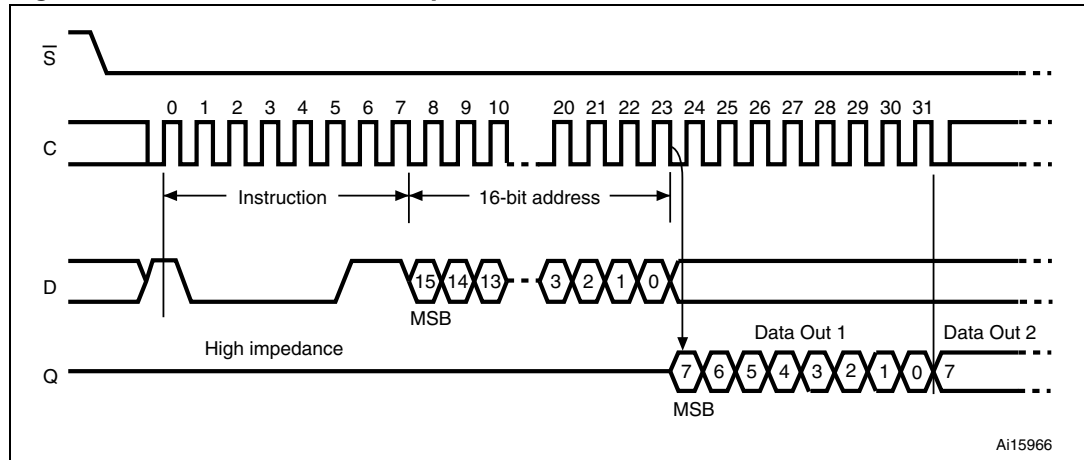 S
0 1 2 3 4 5 6 7 8 9 10 20 21 22 23 24 25 26 27 28 29 30 31
C
Instruction 16-bit address
D 15 14 13 3 2 1 0
MSB
High impedance Data Out 1 Data Out 2
Q 7 6 5 4 3 2 1 0 7
MSB
Ai15966